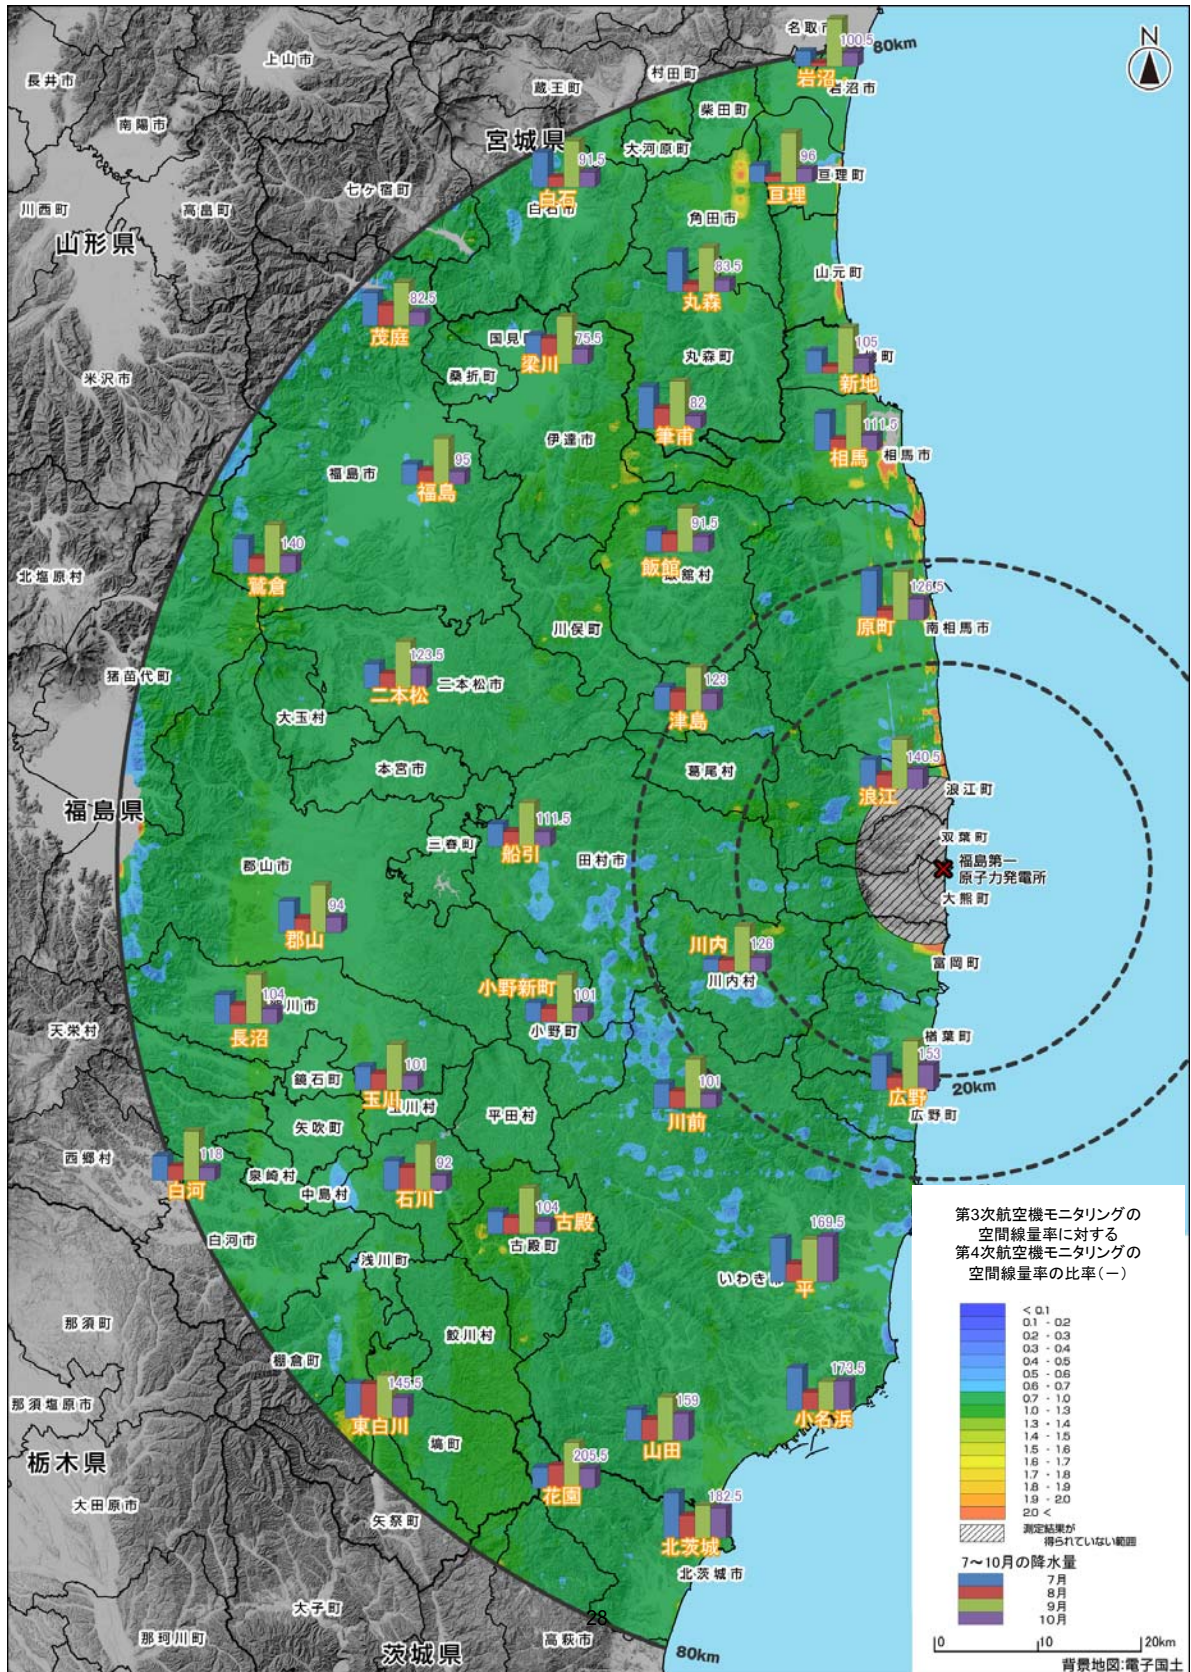 名取市
80km
100.5
岩沼
岩沼市
N
上山市
村田町
長井市
蔵王町
柴田町
南陽市
宮城県
大河原町
91.5
96
亘理町
亘理
白石
白石市
七ヶ宿町
川西町
高畠町
角田市
山形県
83.5
山元町
丸森
82.5
茂庭
国見
75.5
梁川
丸森町
105
町
新地
桑折町
米沢市
82
筆甫
111.5
相馬
相馬市
伊達市
95
福島市
福島
91.5
飯舘
飯舘村
140
鷲倉
北塩原村
126.5
原町
南相馬市
川俣町
123.5
二本松
二本松市
123
津島
猪苗代町
大玉村
140.5
浪江
浪江町
本宮市
葛尾村
福島県
111.5
船引
三春町
田村市
双葉町
福島第一
原子力発電所
大熊町
郡山市
94
郡山
川内
126
川内村
富岡町
小野新町
101
小野町
104
長沼
川市
天栄村
楢葉町
153
広野
広野町
20km
鏡石町
101
玉川
玉川村
101
川前
平田村
矢吹町
西郷村
118
白河
泉崎村
中島村
92
石川
104
古殿
古殿町
白河市
浅川町
169.5
平
いわき市
那須町
鮫川村
棚倉町
那須塩原市
145.5
東白川
173.5
小名浜
159
山田
塙町
栃木県
205.5
花園
182.5
北茨城
大田原市
矢祭町
北茨城市
大子町
28
那珂川町
茨城県
高萩市
80km
第3次航空機モニタリングの
空間線量率に対する
第4次航空機モニタリングの
空間線量率の比率(－)
< 0.1
0.1 - 0.2
0.2 - 0.3
0.3 - 0.4
0.4 - 0.5
0.5 - 0.6
0.6 - 0.7
0.7 - 1.0
1.0 - 1.3
1.3 - 1.4
1.4 - 1.5
1.5 - 1.6
1.6 - 1.7
1.7 - 1.8
1.8 - 1.9
1.9 - 2.0
2.0 <
測定結果が
得られていない範囲
7～10月の降水量
7月
8月
9月
10月
0 10 20km
背景地図:電子国土